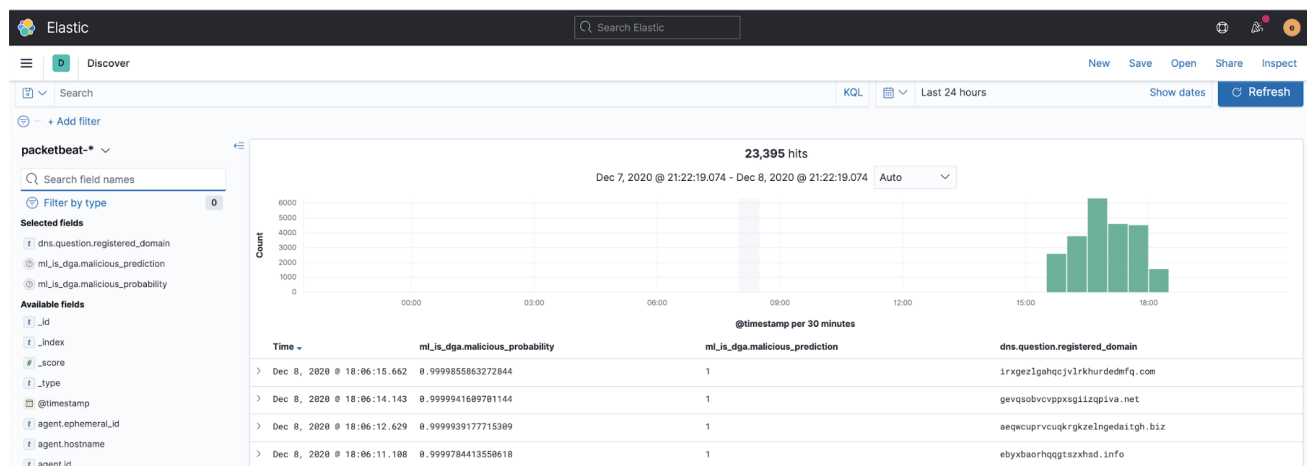 Elastic
Search Elastic
e
D
Discover
New Save Open Share Inspect
Search
KQL
Last 24 hours
Show dates
Refresh
+ Add filter
packetbeat-*
Search field names
Filter by type
0
Selected fields
t dns.question.registered_domain
? ml_is_dga.malicious_prediction
? ml_is_dga.malicious_probability
Available fields
t _id
t _index
# _score
t _type
@timestamp
t agent.ephemeral_id
t agent.hostname
t agent.id
23,395 hits
Dec 7, 2020 @ 21:22:19.074 - Dec 8, 2020 @ 21:22:19.074 Auto
Count
6000
5000
4000
3000
2000
1000
0
00:00 03:00 06:00 09:00 12:00 15:00 18:00
@timestamp per 30 minutes
Time ml_is_dga.malicious_probability ml_is_dga.malicious_prediction dns.question.registered_domain
Dec 8, 2020 @ 18:06:15.662 0.9999855863272844 1 irxgezlgahqcjvlrkhurdedmfq.com
Dec 8, 2020 @ 18:06:14.143 0.9999941609701144 1 gevqsobvcvppxsgiizqpiva.net
Dec 8, 2020 @ 18:06:12.629 0.9999939177715309 1 aeqwcuprvcuqkrgkzelngedaitgh.biz
Dec 8, 2020 @ 18:06:11.108 0.9999784413550618 1 ebyxbaorhqqgtszxhsd.info